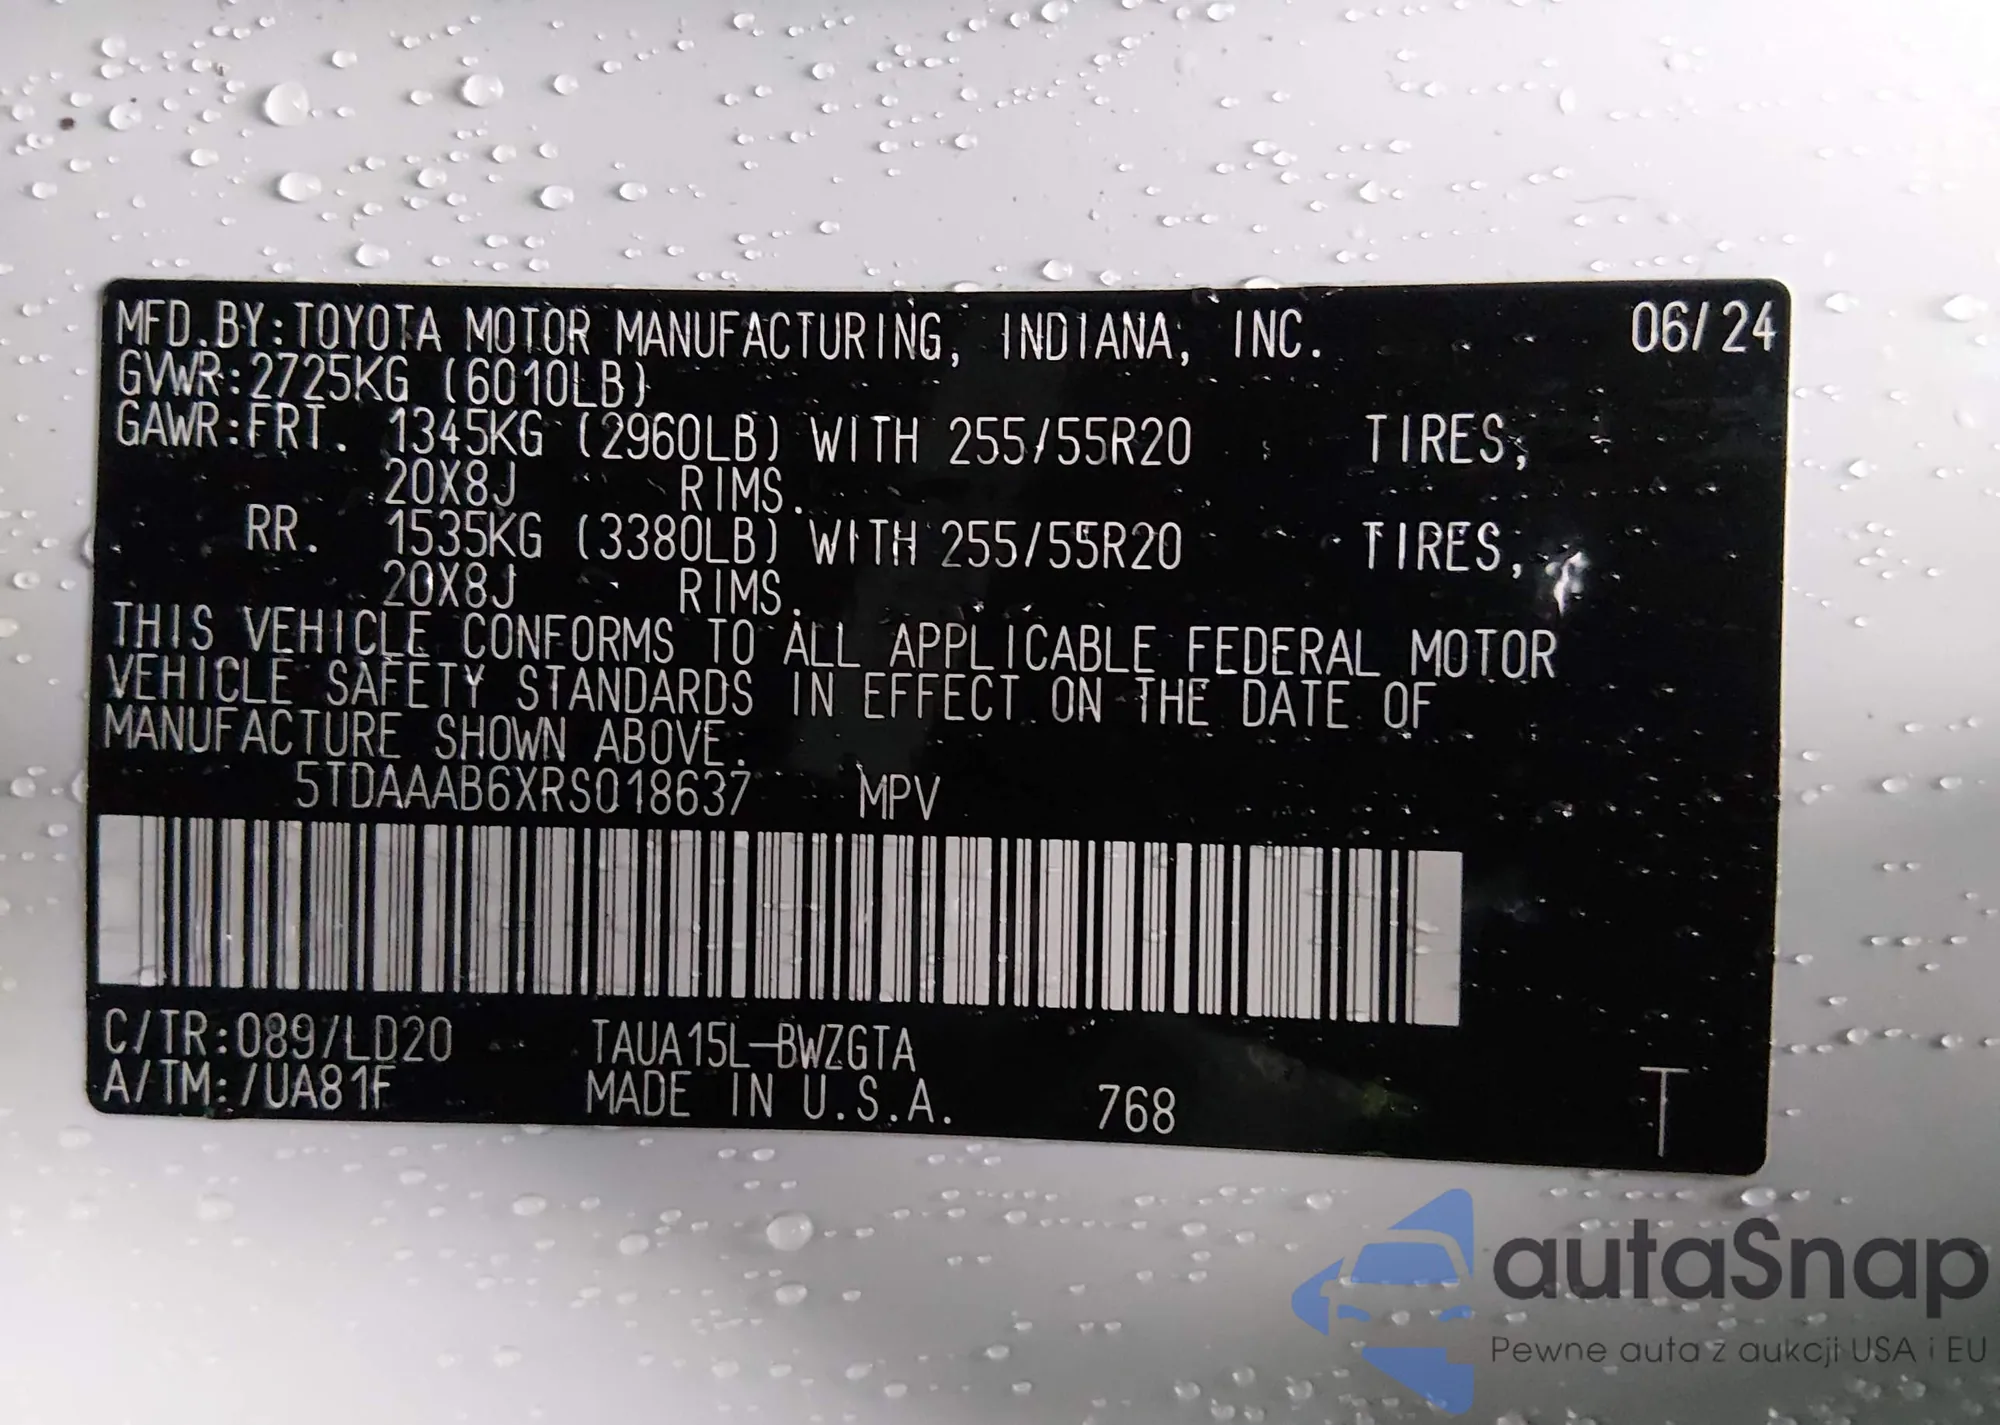 MFD.BY:TOYOTA MOTOR MANUFACTURING, INDIANA, INC. 06/24
GVWR:2725KG (6010LB)
GAWR:FRT. 1345KG (2960LB) WITH 255/55R20 TIRES,
20X8J RIMS.
RR. 1535KG (3380LB) WITH 255/55R20 TIRES,
20X8J RIMS.
THIS VEHICLE CONFORMS TO ALL APPLICABLE FEDERAL MOTOR
VEHICLE SAFETY STANDARDS IN EFFECT ON THE DATE OF
MANUFACTURE SHOWN ABOVE.
5TDAAAB6XRS018637 MPV
C/TR:089/LD20 TAUA15L-BWZGTA
A/TM:/UA81F MADE IN U.S.A. 768 T
autaSnap
Pewne auta z aukcji USA i EU